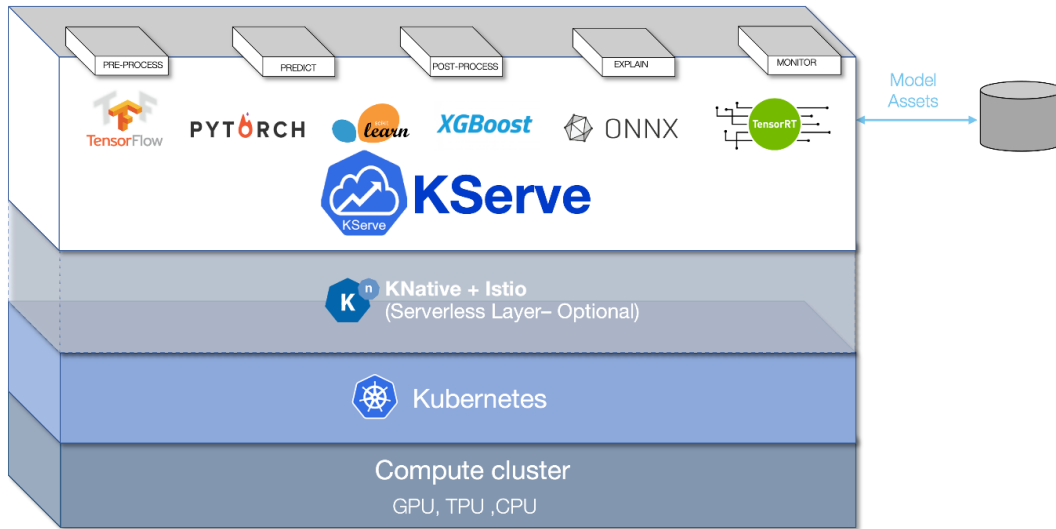 PRE-PROCESS
PREDICT
POST-PROCESS
EXPLAIN
MONITOR
TensorFlow
PYTORCH
learn
XGBoost
ONNX
TensorRT
Model
Assets
KServe
KServe
n
K
KNative + Istio
(Serverless Layer– Optional)
Kubernetes
Compute cluster
GPU, TPU ,CPU